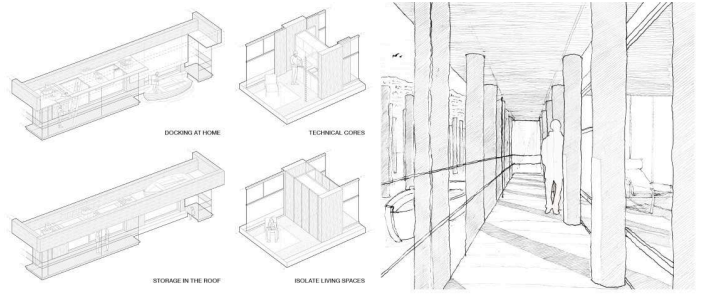 DOCKING AT HOME
TECHNICAL CORES
STORAGE IN THE ROOF
ISOLATE LIVING SPACES